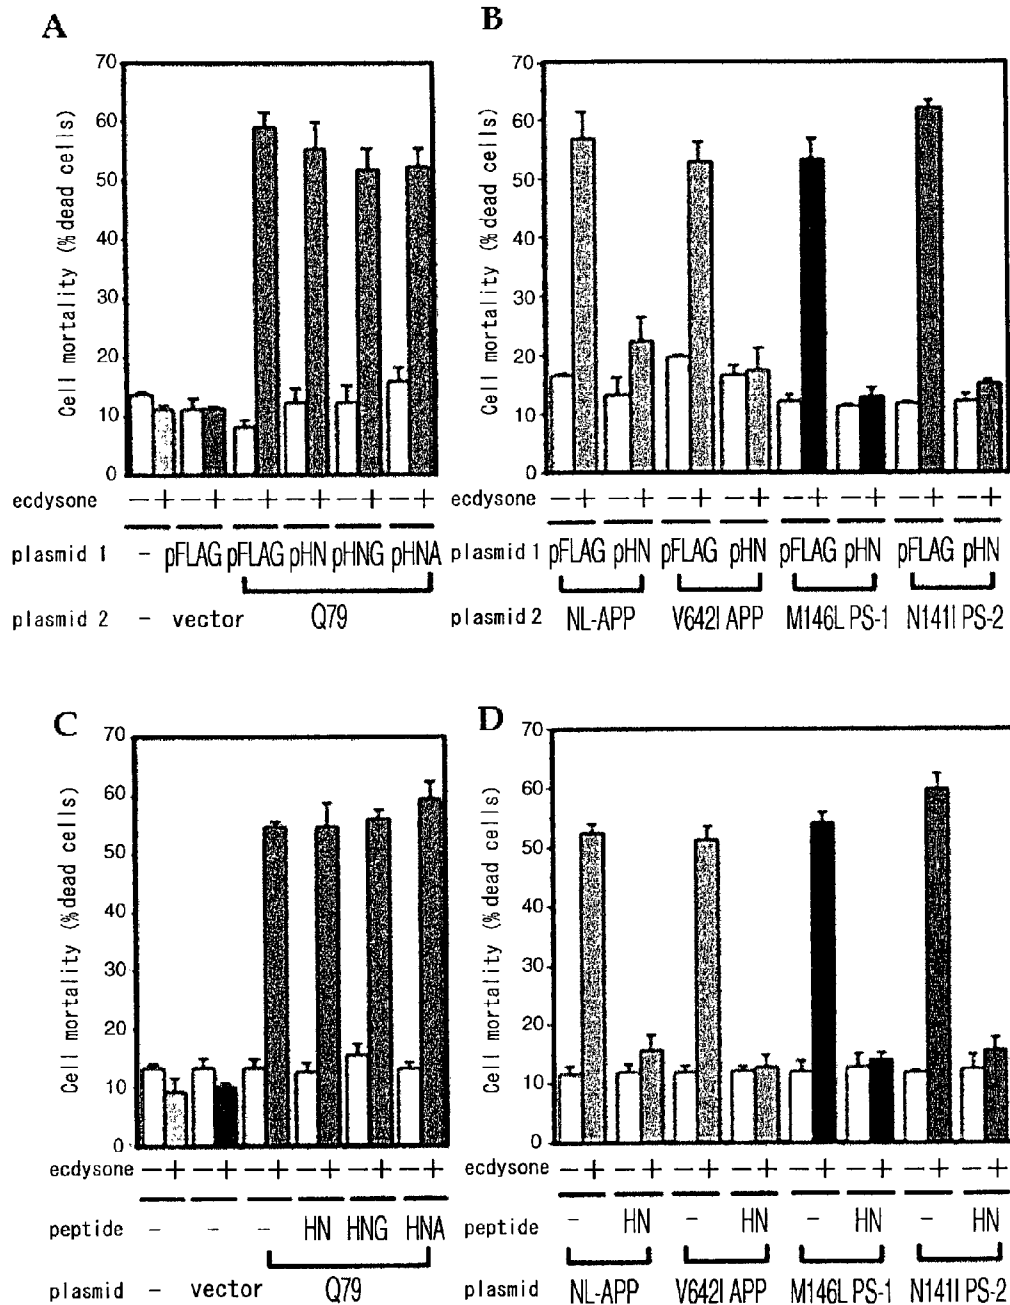 A
70
60
50
40
30
20
10
0
Cell mortality (% dead cells)
ecdysone − + − + − + − + − + − +
plasmid 1 − pFLAG pFLAG pHN pHNG pHNA
plasmid 2 − vector Q79
B
70
60
50
40
30
20
10
0
Cell mortality (% dead cells)
ecdysone − + − + − + − + − + − + − + − +
plasmid 1 pFLAG pHN pFLAG pHN pFLAG pHN pFLAG pHN
plasmid 2 NL-APP V642I APP M146L PS-1 N141I PS-2
C
70
60
50
40
30
20
10
0
Cell mortality (% dead cells)
ecdysone − + − + − + − + − + − +
peptide − − − HN HNG HNA
plasmid − vector Q79
D
70
60
50
40
30
20
10
0
Cell mortality (% dead cells)
ecdysone − + − + − + − + − + − + − + − +
peptide − HN − HN − HN − HN
plasmid NL-APP V642I APP M146L PS-1 N141I PS-2